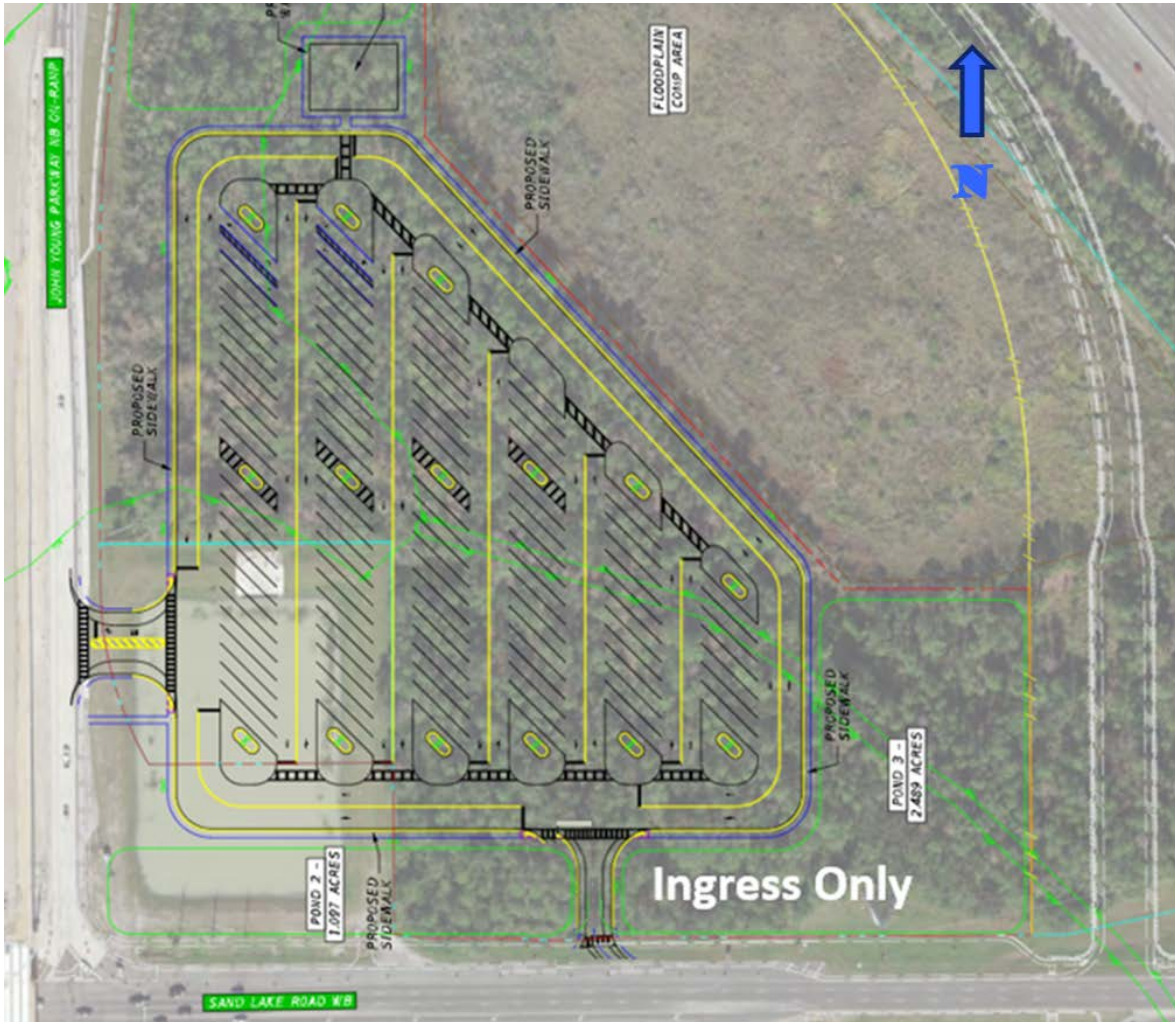 JOHN YOUNG PARKWAY NB ON-RAMP
FLOODPLAIN
COMP AREA
N
PROPOSED
SIDEWALK
PROPOSED
SIDEWALK
PROPOSED
SIDEWALK
POND 3 -
2.489 ACRES
POND 2 -
1.097 ACRES
PROPOSED
SIDEWALK
Ingress Only
SAND LAKE ROAD WB